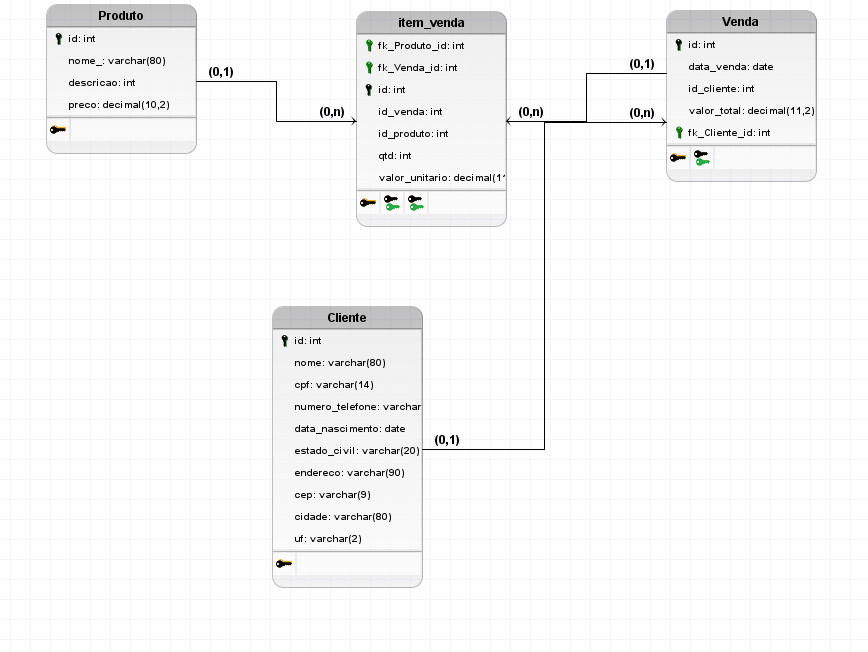 Produto
id: int
nome_: varchar(80)
descricao: int
preco: decimal(10,2)
(0,1)
(0,n)
item_venda
fk_Produto_id: int
fk_Venda_id: int
id: int
id_venda: int
id_produto: int
qtd: int
valor_unitario: decimal(1
(0,n)
(0,1)
(0,n)
Venda
id: int
data_venda: date
id_cliente: int
valor_total: decimal(11,2)
fk_Cliente_id: int
Cliente
id: int
nome: varchar(80)
cpf: varchar(14)
numero_telefone: varchar
data_nascimento: date
estado_civil: varchar(20)
endereco: varchar(90)
cep: varchar(9)
cidade: varchar(80)
uf: varchar(2)
(0,1)